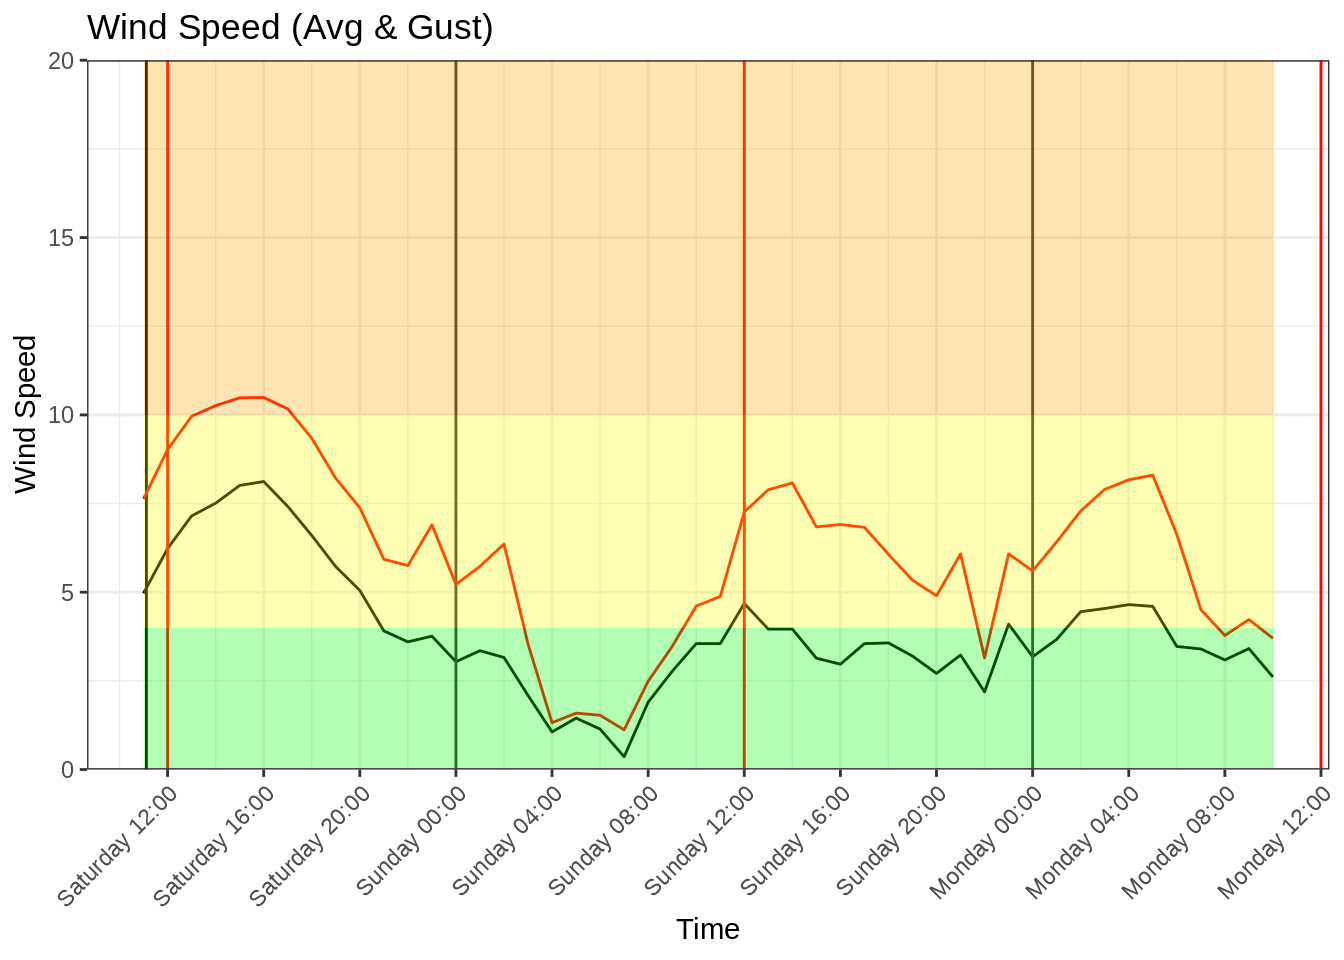 Wind Speed (Avg & Gust)
20
15
10
5
0
Wind Speed
Saturday 12:00
Saturday 16:00
Saturday 20:00
Sunday 00:00
Sunday 04:00
Sunday 08:00
Sunday 12:00
Sunday 16:00
Sunday 20:00
Monday 00:00
Monday 04:00
Monday 08:00
Monday 12:00
Time